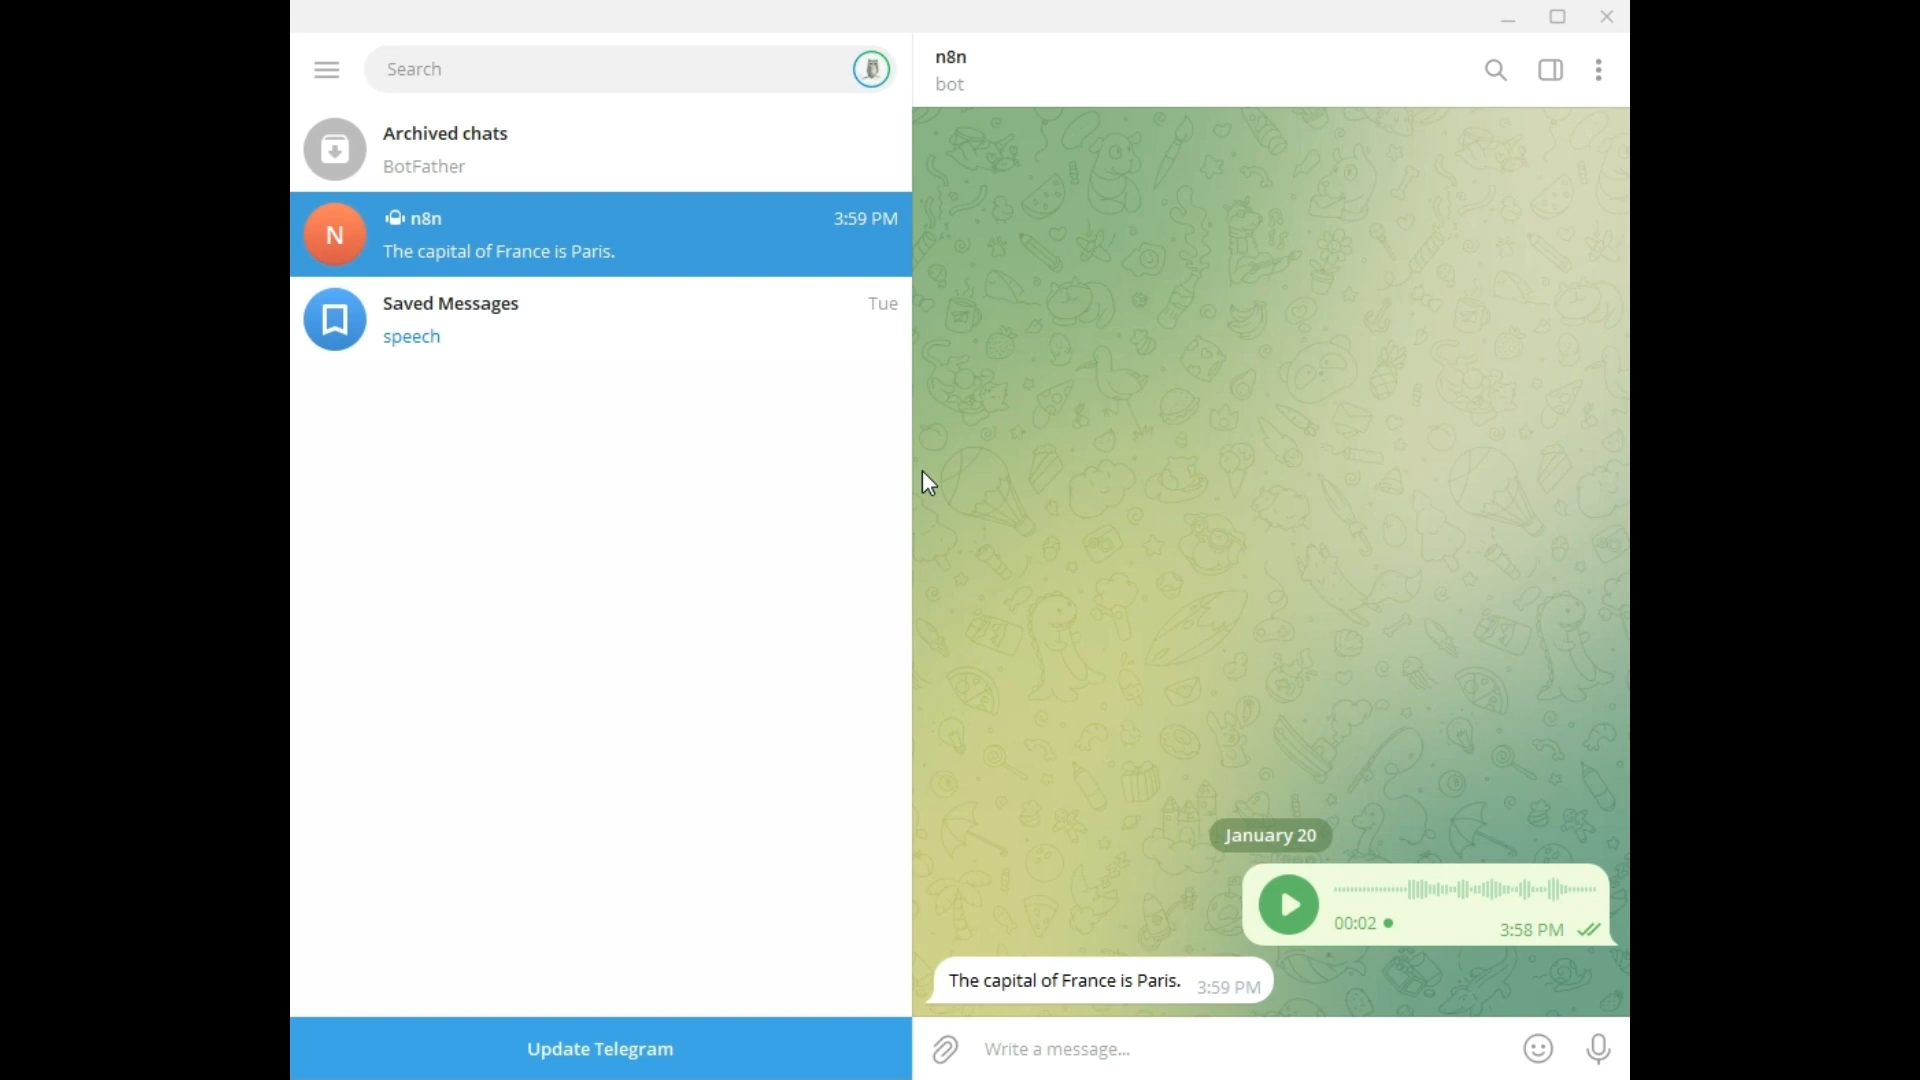 Search
Archived chats
BotFather
N
n8n 3:59 PM
The capital of France is Paris.
Saved Messages Tue
speech
Update Telegram
n8n
bot
January 20
00:02 3:58 PM
The capital of France is Paris. 3:59 PM
Write a message...